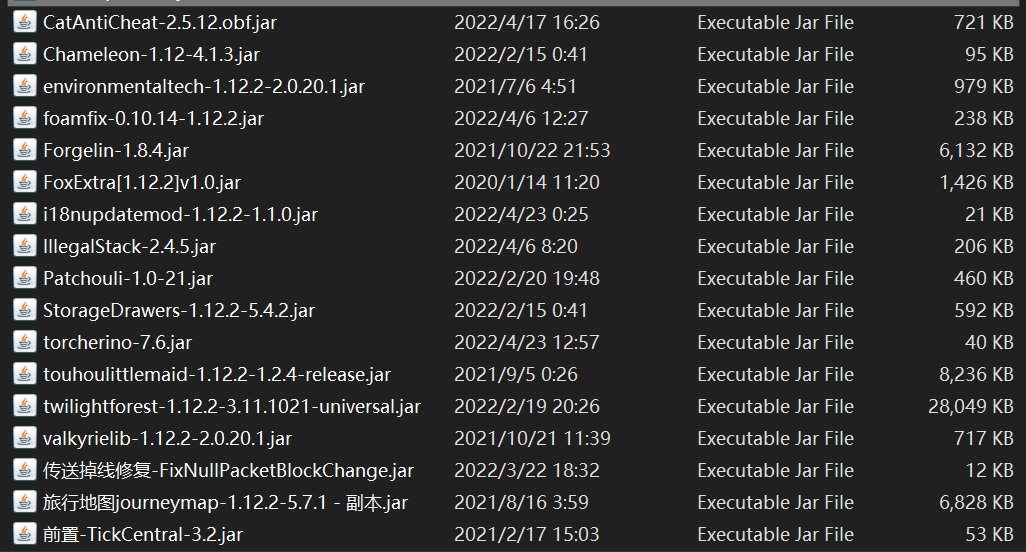 CatAntiCheat-2.5.12.obf.jar 2022/4/17 16:26 Executable Jar File 721 KB
Chameleon-1.12-4.1.3.jar 2022/2/15 0:41 Executable Jar File 95 KB
environmentaltech-1.12.2-2.0.20.1.jar 2021/7/6 4:51 Executable Jar File 979 KB
foamfix-0.10.14-1.12.2.jar 2022/4/6 12:27 Executable Jar File 238 KB
Forgelin-1.8.4.jar 2021/10/22 21:53 Executable Jar File 6,132 KB
FoxExtra[1.12.2]v1.0.jar 2020/1/14 11:20 Executable Jar File 1,426 KB
i18nupdatemod-1.12.2-1.1.0.jar 2022/4/23 0:25 Executable Jar File 21 KB
IllegalStack-2.4.5.jar 2022/4/6 8:20 Executable Jar File 206 KB
Patchouli-1.0-21.jar 2022/2/20 19:48 Executable Jar File 460 KB
StorageDrawers-1.12.2-5.4.2.jar 2022/2/15 0:41 Executable Jar File 592 KB
torcherino-7.6.jar 2022/4/23 12:57 Executable Jar File 40 KB
touhoulittlemaid-1.12.2-1.2.4-release.jar 2021/9/5 0:26 Executable Jar File 8,236 KB
twilightforest-1.12.2-3.11.1021-universal.jar 2022/2/19 20:26 Executable Jar File 28,049 KB
valkyrielib-1.12.2-2.0.20.1.jar 2021/10/21 11:39 Executable Jar File 717 KB
传送掉线修复-FixNullPacketBlockChange.jar 2022/3/22 18:32 Executable Jar File 12 KB
旅行地图journeymap-1.12.2-5.7.1 - 副本.jar 2021/8/16 3:59 Executable Jar File 6,828 KB
前置-TickCentral-3.2.jar 2021/2/17 15:03 Executable Jar File 53 KB